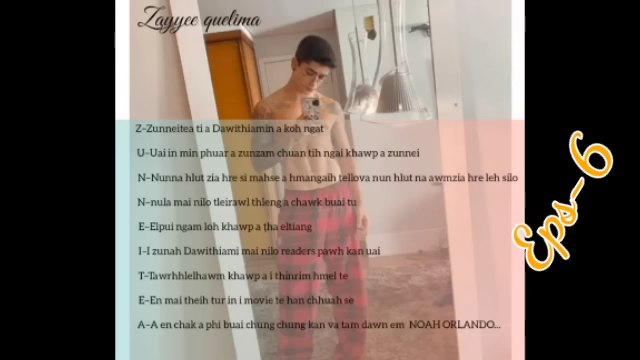 Zayyee quelima
Z–Zunneitea ti a Dawithiamin a koh ngat
U–Uai in min phuar a zunzam chuan tih ngai khawp a zunnei
N–Nunna hlut zia hre si mahse a hmangaih tellova nun hlut na awmzia hre leh silo
N–nula mai nilo tleirawl thleng a chawk buai tu
E–Elpui ngam loh khawp a ṭha eltiang
I–I zunah Dawithiami mai nilo readers pawh kan uai
T–Tawrhhlelhawm khawp a i thinrim hmel te
E–En mai theih tur in i movie te han chhuah se
A–A en chak a phi buai chung chung kan va tam dawn em NOAH ORLANDO...
Eps-6